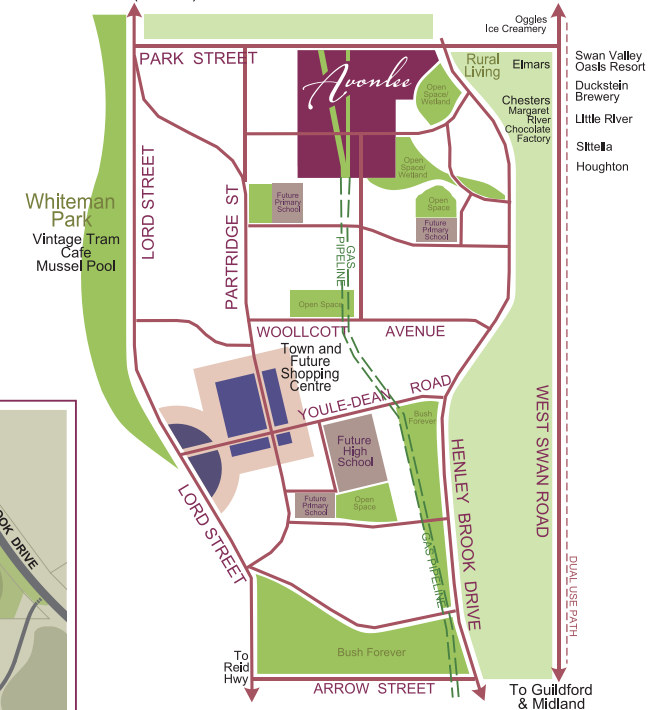 Oggles
Ice Creamery
PARK STREET
Avonlee
Rural
Living
Elmars
Swan Valley
Oasis Resort
Duckstein
Brewery
Little River
Sittella
Houghton
Chesters
Margaret
River
Chocolate
Factory
Open
Space/
Wetland
Open
Space/
Wetland
Open
Space
Future
Primary
School
Future
Primary
School
Whiteman
Park
Vintage Tram
Cafe
Mussel Pool
LORD STREET
PARTRIDGE ST
GAS
PIPELINE
Open Space
WOOLLCOTT AVENUE
Town and
Future
Shopping
Centre
YOULE-DEAN ROAD
Bush
Forever
Future
High
School
Future
Primary
School
Open
Space
LORD STREET
HENLEY BROOK DRIVE
WEST SWAN ROAD
DUAL USE PATH
GAS PIPELINE
OOK DRIVE
Bush Forever
To
Reid
Hwy
ARROW STREET
To Guildford
& Midland